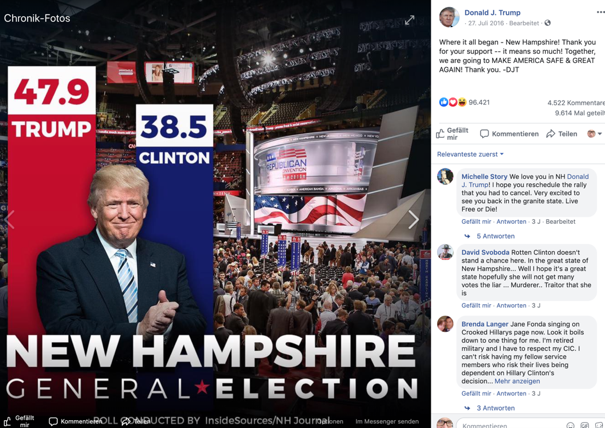 Chronik-Fotos
47.9
TRUMP
38.5
CLINTON
REPUBLICAN
NEW HAMPSHIRE
GENERAL ★ ELECTION
POLL CONDUCTED BY InsideSources/NH Journal
Gefällt mir
Kommentieren
Teilen
Optionen
Im Messenger senden
Donald J. Trump
27. Juli 2016 · Bearbeitet ·
Where it all began - New Hampshire! Thank you
for your support -- it means so much! Together,
we are going to MAKE AMERICA SAFE & GREAT
AGAIN! Thank you. -DJT
96.421
4.522 Kommentare
9.614 Mal geteilt
Gefällt mir
Kommentieren
Teilen
Relevanteste zuerst
Michelle Story We love you in NH Donald
J. Trump! I hope you reschedule the rally
that you had to cancel. Very excited to
see you back in the granite state. Live
Free or Die!
Gefällt mir · Antworten · 3 J · Bearbeitet
5 Antworten
David Svoboda Rotten Clinton doesn't
stand a chance here. In the great state of
New Hampshire... Well I hope it's a great
state hopefully she will not get many
votes the liar ... Murderer.. Traitor that she
is
Gefällt mir · Antworten · 3 J
Brenda Langer Jane Fonda singing on
Crooked Hillarys page now. Look it boils
down to one thing for me. I'm retired
military and I have to respect my CIC. I
can't risk having my fellow service
members who risk their lives being
dependent on Hillary Clinton's
decision... Mehr anzeigen
Gefällt mir · Antworten · 3 J
3 Antworten
Kommentieren